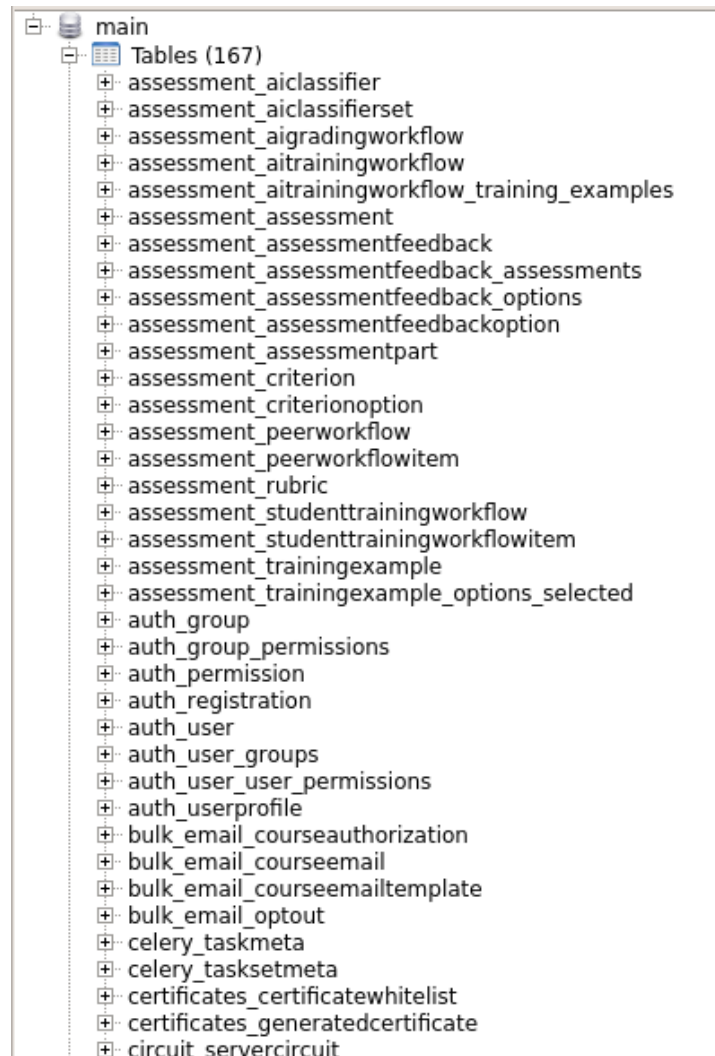 main
Tables (167)
assessment_aiclassifier
assessment_aiclassifierset
assessment_aigradingworkflow
assessment_aitrainingworkflow
assessment_aitrainingworkflow_training_examples
assessment_assessment
assessment_assessmentfeedback
assessment_assessmentfeedback_assessments
assessment_assessmentfeedback_options
assessment_assessmentfeedbackoption
assessment_assessmentpart
assessment_criterion
assessment_criterionoption
assessment_peerworkflow
assessment_peerworkflowitem
assessment_rubric
assessment_studenttrainingworkflow
assessment_studenttrainingworkflowitem
assessment_trainingexample
assessment_trainingexample_options_selected
auth_group
auth_group_permissions
auth_permission
auth_registration
auth_user
auth_user_groups
auth_user_user_permissions
auth_userprofile
bulk_email_courseauthorization
bulk_email_courseemail
bulk_email_courseemailtemplate
bulk_email_optout
celery_taskmeta
celery_tasksetmeta
certificates_certificatewhitelist
certificates_generatedcertificate
circuit_servercircuit